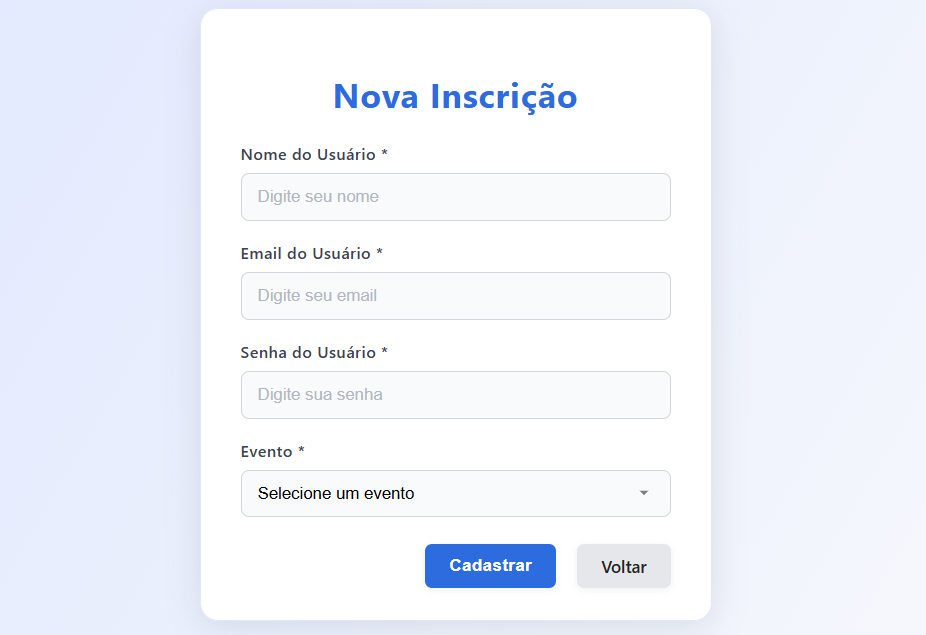 Nova Inscrição
Nome do Usuário *
Digite seu nome
Email do Usuário *
Digite seu email
Senha do Usuário *
Digite sua senha
Evento *
Selecione um evento
Cadastrar Voltar